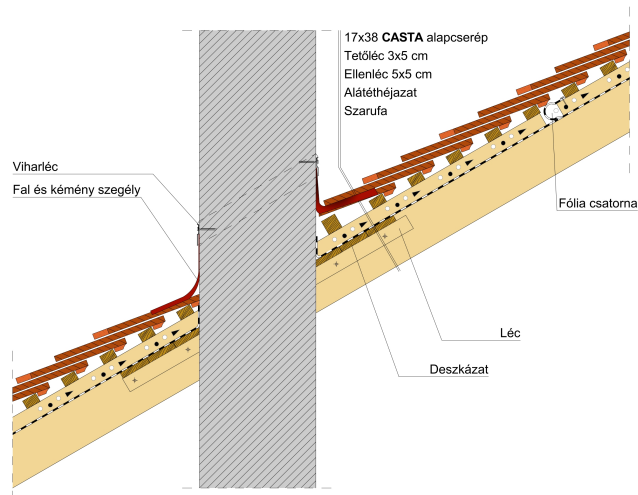 17x38 CASTA alapcserép
Tetőléc 3x5 cm
Ellenléc 5x5 cm
Alátéthéjazat
Szarufa
Viharléc
Fal és kémény szegély
Fólia csatorna
Léc
Deszkázat